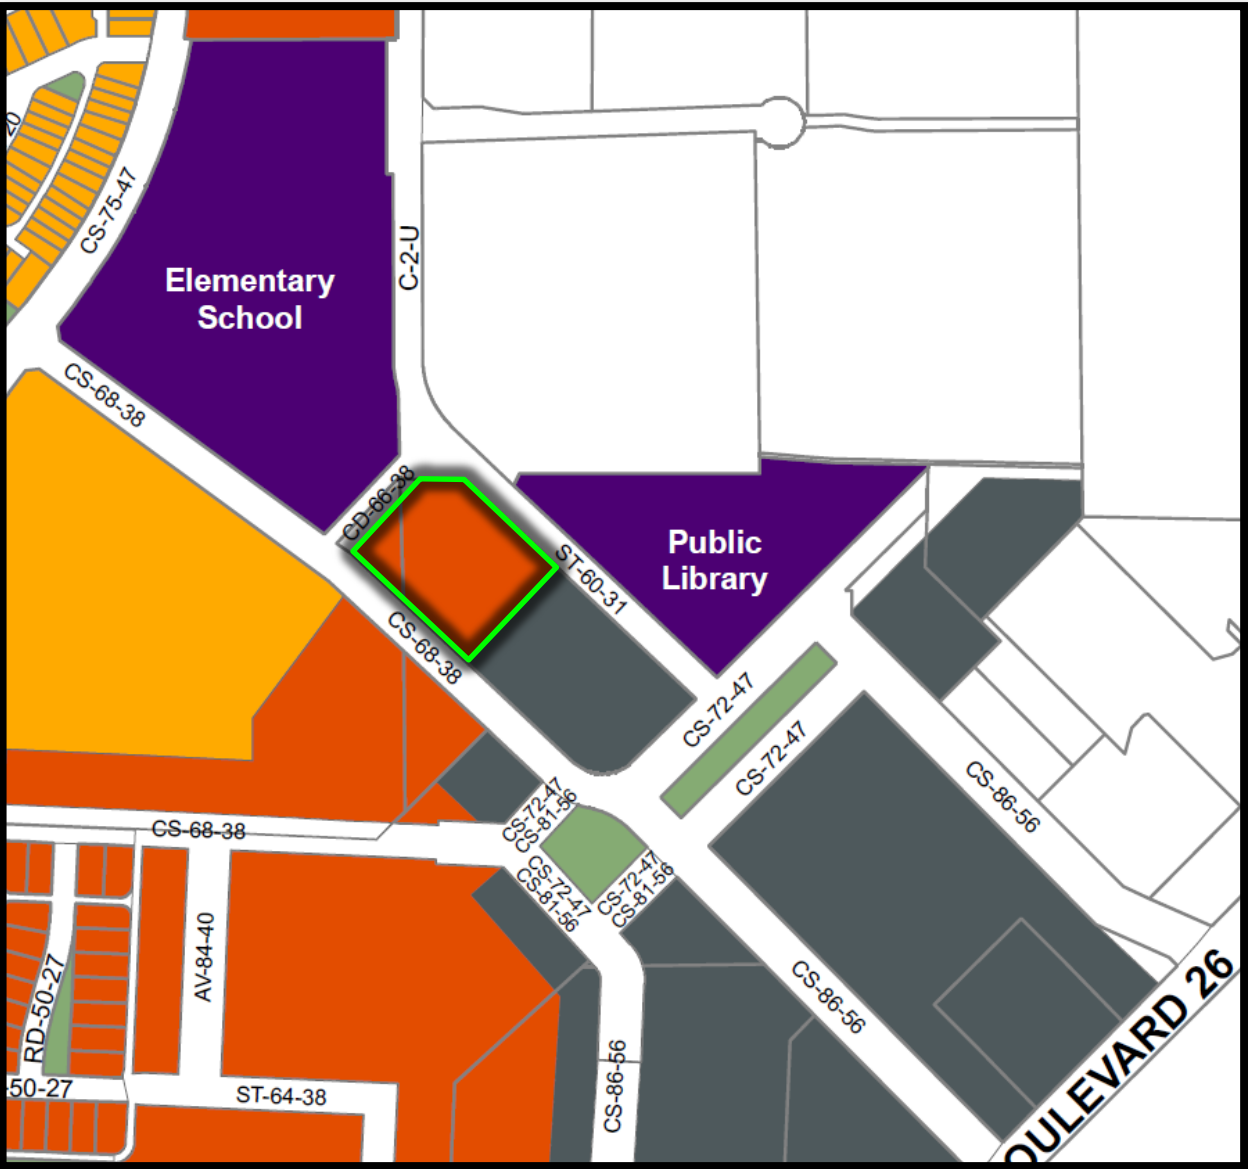 20
CS-75-47
C-2-U
Elementary
School
CS-68-38
CD-66-38
Public
Library
ST-60-31
CS-68-38
CS-72-47
CS-72-47
CS-86-56
CS-72-47
CS-81-56
CS-68-38
CS-72-47
CS-81-56
CS-72-47
CS-81-56
AV-84-40
RD-50-27
CS-86-56
CS-86-56
OULEVARD 26
-50-27
ST-64-38